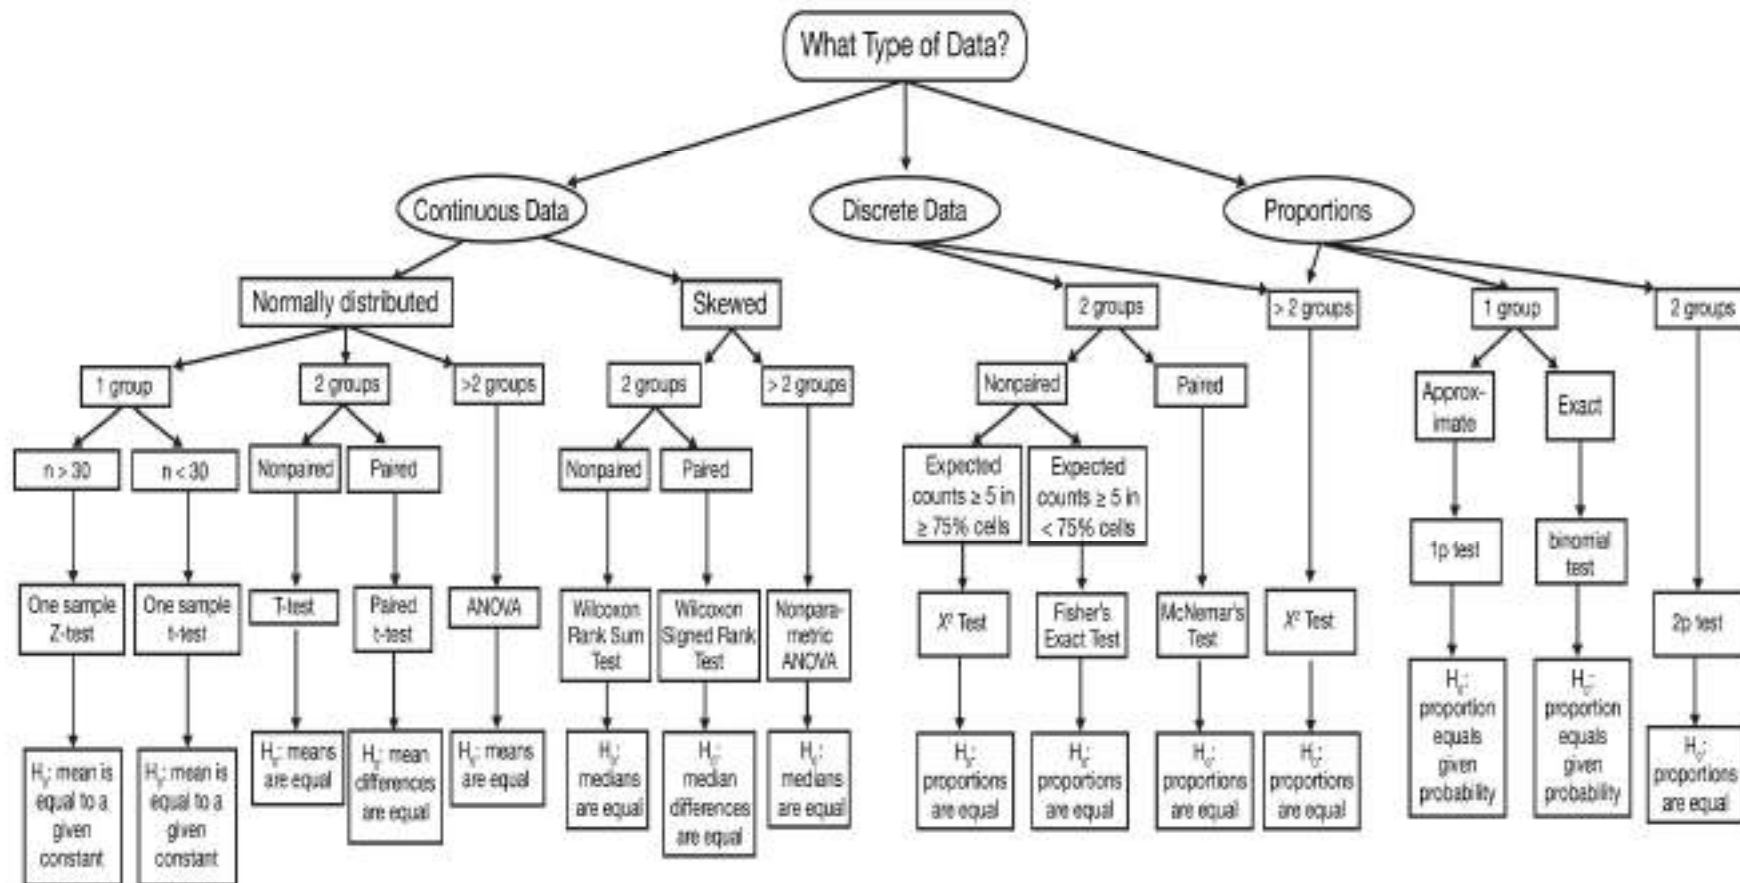 What Type of Data?
Continuous Data
Discrete Data
Proportions
Normally distributed
Skewed
2 groups
> 2 groups
1 group
2 groups
1 group
2 groups
>2 groups
2 groups
> 2 groups
Nonpaired
Paired
Approx-
imate
Exact
n > 30
n < 30
Nonpaired
Paired
Nonpaired
Paired
Expected
counts ≥ 5 in
≥ 75% cells
Expected
counts ≥ 5 in
< 75% cells
1p test
binomial
test
One sample
Z-test
One sample
t-test
T-test
Paired
t-test
ANOVA
Wilcoxon
Rank Sum
Test
Wilcoxon
Signed Rank
Test
Nonpara-
metric
ANOVA
X² Test
Fisher's
Exact Test
McNemar's
Test
X² Test
2p test
H₀: mean is
equal to a
given
constant
H₀: mean is
equal to a
given
constant
H₀: means
are equal
H₀: mean
differences
are equal
H₀: means
are equal
H₀:
medians
are equal
H₀:
median
differences
are equal
H₀:
medians
are equal
H₀:
proportions
are equal
H₀:
proportions
are equal
H₀:
proportions
are equal
H₀:
proportions
are equal
H₀:
proportion
equals
given
probability
H₀:
proportion
equals
given
probability
H₀:
proportions
are equal